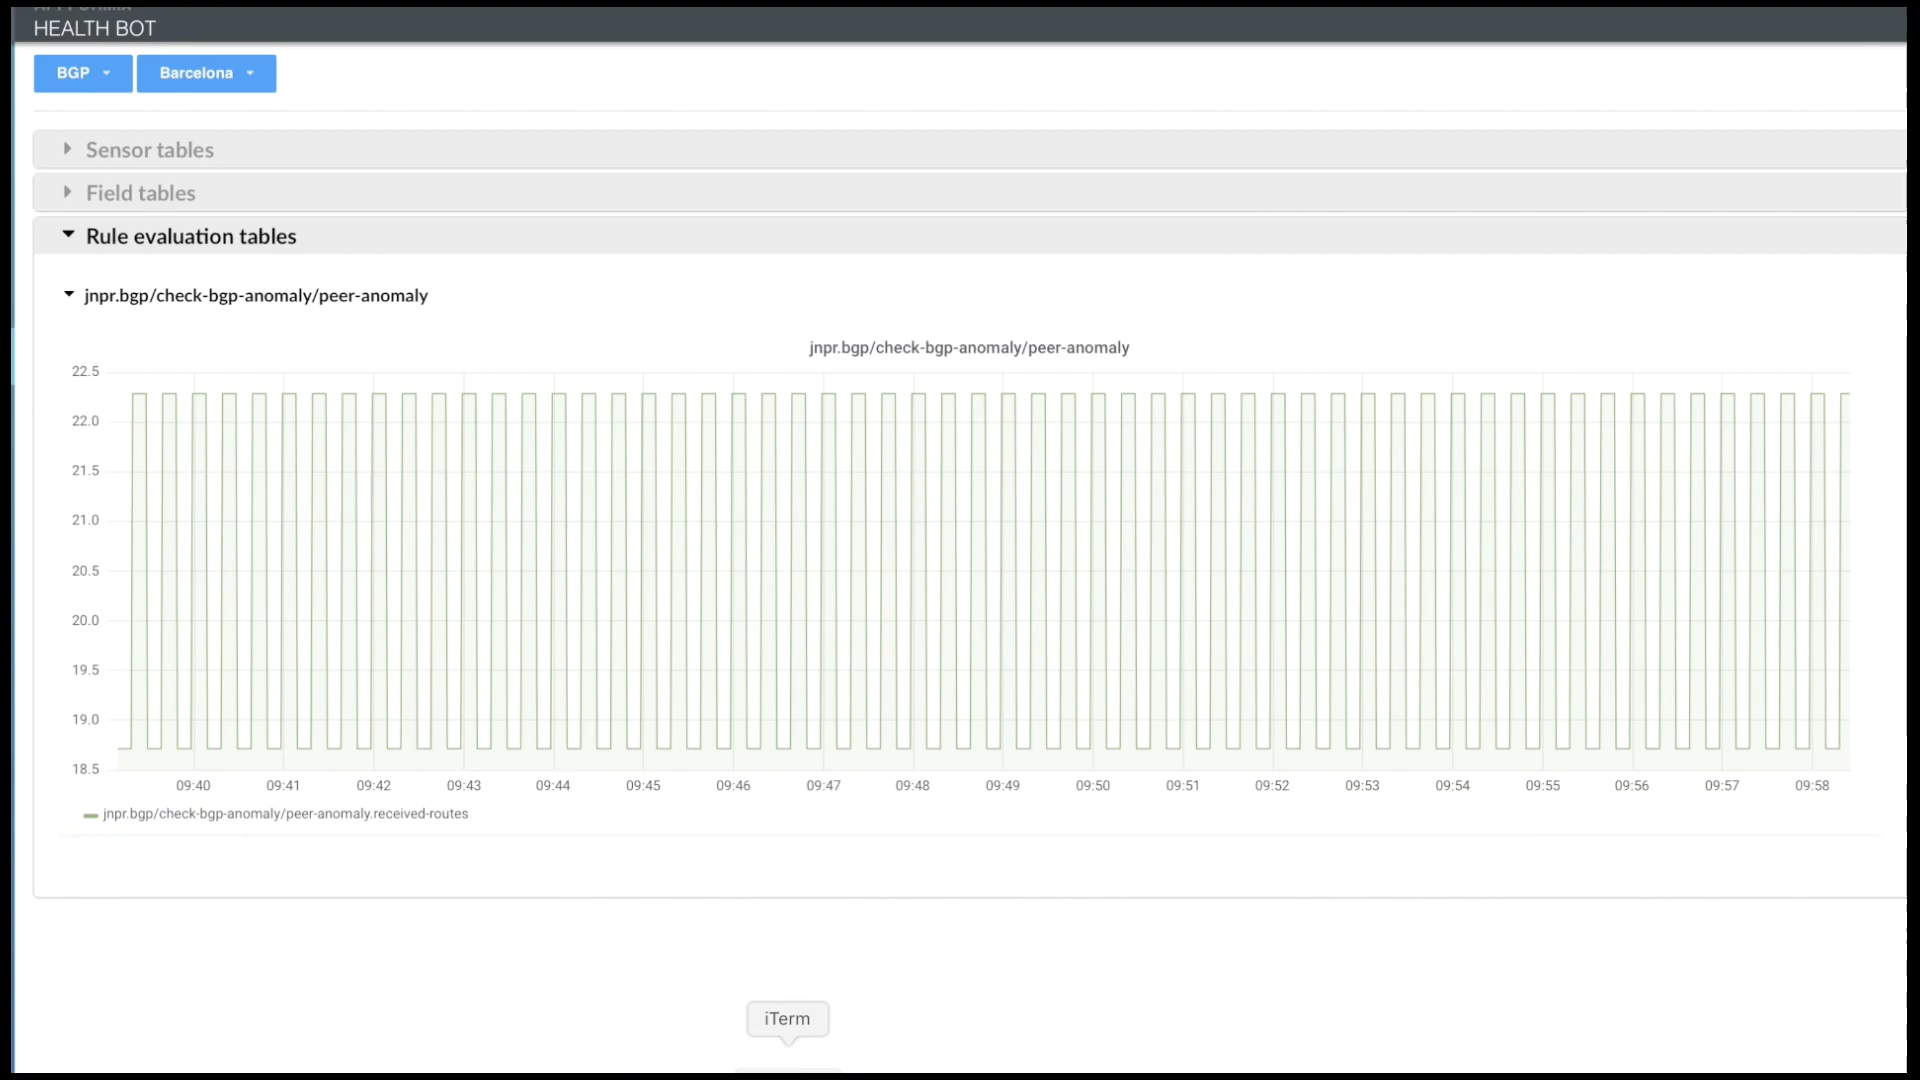 HEALTH BOT
BGP Barcelona
Sensor tables
Field tables
Rule evaluation tables
jnpr.bgp/check-bgp-anomaly/peer-anomaly
jnpr.bgp/check-bgp-anomaly/peer-anomaly
22.5
22.0
21.5
21.0
20.5
20.0
19.5
19.0
18.5
09:40 09:41 09:42 09:43 09:44 09:45 09:46 09:47 09:48 09:49 09:50 09:51 09:52 09:53 09:54 09:55 09:56 09:57 09:58
jnpr.bgp/check-bgp-anomaly/peer-anomaly.received-routes
iTerm